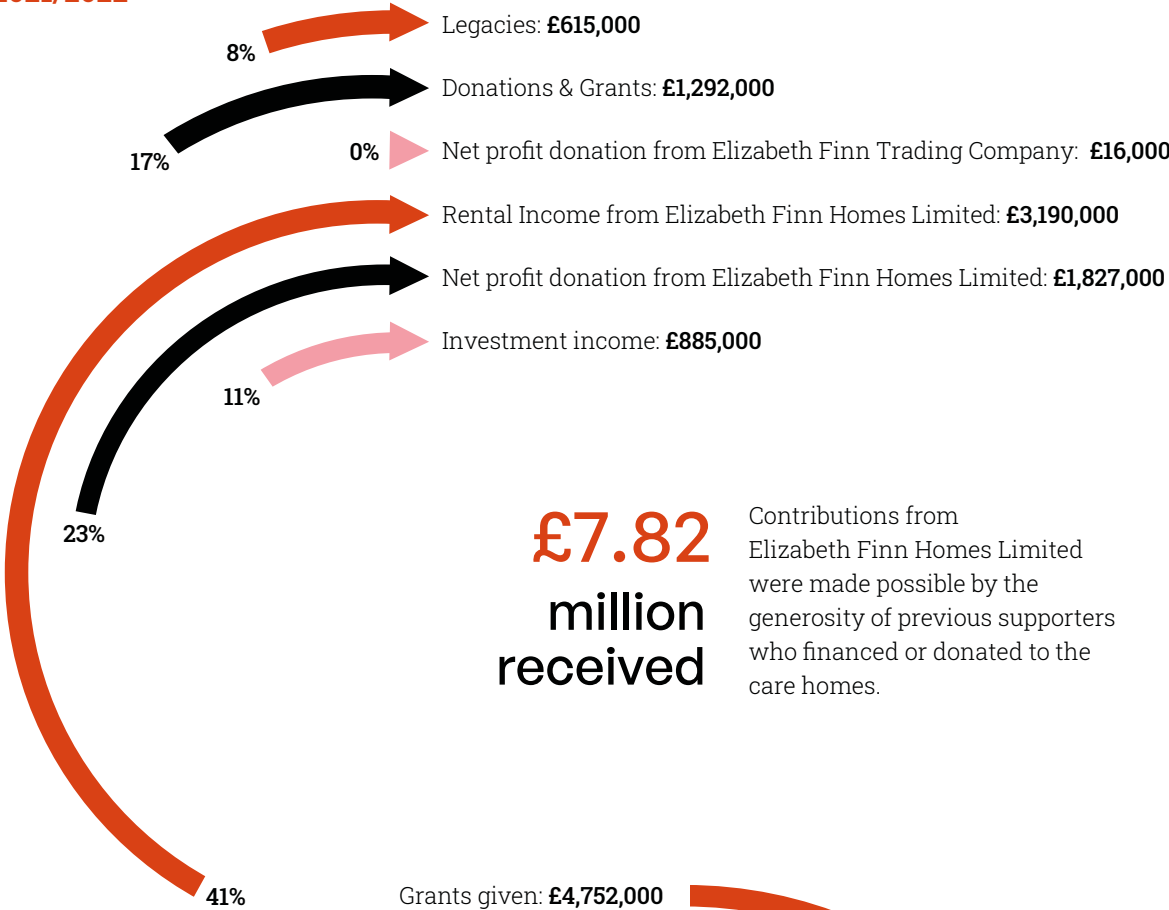 Legacies: £615,000
8%
Donations & Grants: £1,292,000
17%
0%
Net profit donation from Elizabeth Finn Trading Company: £16,000
Rental Income from Elizabeth Finn Homes Limited: £3,190,000
Net profit donation from Elizabeth Finn Homes Limited: £1,827,000
Investment income: £885,000
11%
23%
£7.82
million
received
Contributions from
Elizabeth Finn Homes Limited
were made possible by the
generosity of previous supporters
who financed or donated to the
care homes.
41%
Grants given: £4,752,000